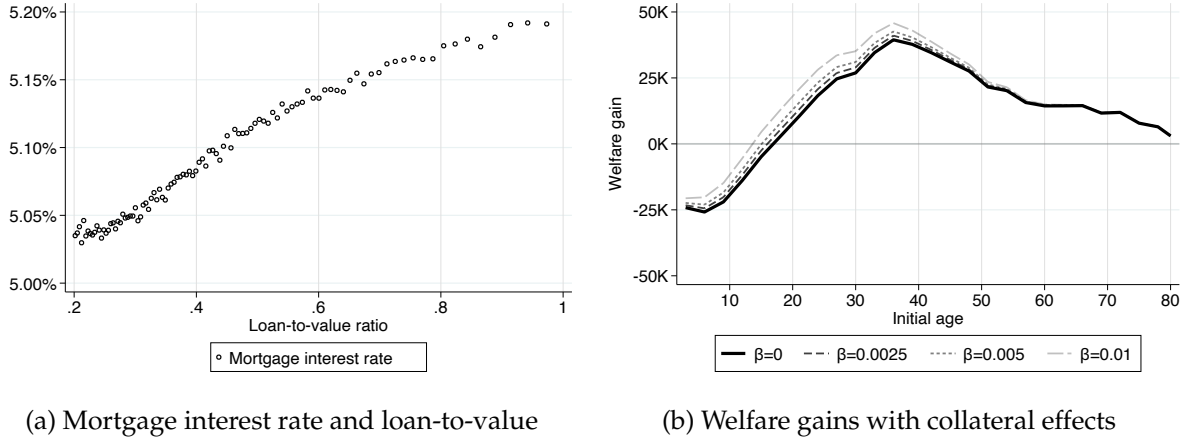 5.20%
5.15%
5.10%
5.05%
5.00%
.2 .4 .6 .8 1
Loan-to-value ratio
Mortgage interest rate
(a) Mortgage interest rate and loan-to-value
50K
25K
0K
-25K
-50K
Welfare gain
10 20 30 40 50 60 70 80
Initial age
β=0 β=0.0025 β=0.005 β=0.01
(b) Welfare gains with collateral effects